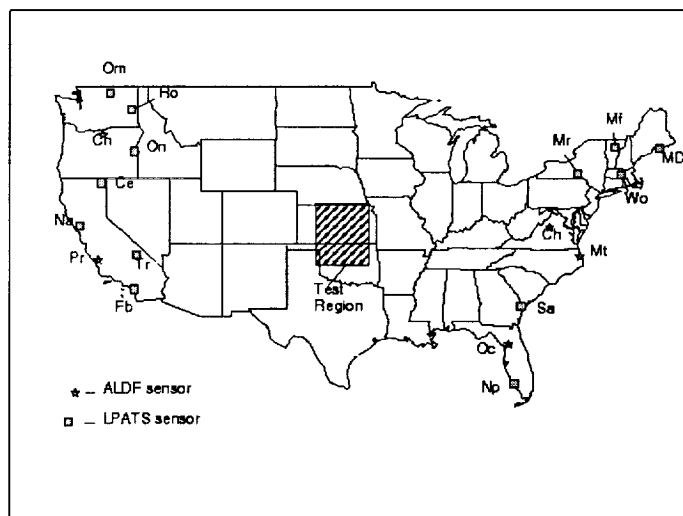 Om
Ro
Mf
Ch
On
Mr
MD
Ce
Wo
Na
Ch
Pr
Tr
Mt
Fb
Test
Region
Sa
Oc
Np
ALDF sensor
LPATS sensor